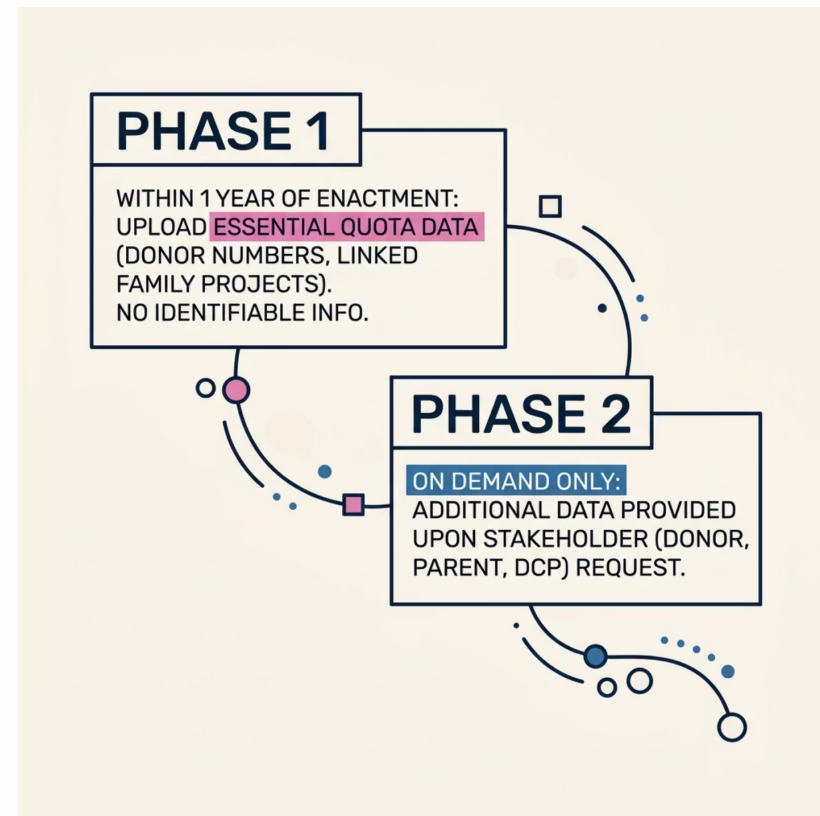 PHASE 1
WITHIN 1 YEAR OF ENACTMENT:
UPLOAD ESSENTIAL QUOTA DATA
(DONOR NUMBERS, LINKED
FAMILY PROJECTS).
NO IDENTIFIABLE INFO.
PHASE 2
ON DEMAND ONLY:
ADDITIONAL DATA PROVIDED
UPON STAKEHOLDER (DONOR,
PARENT, DCP) REQUEST.